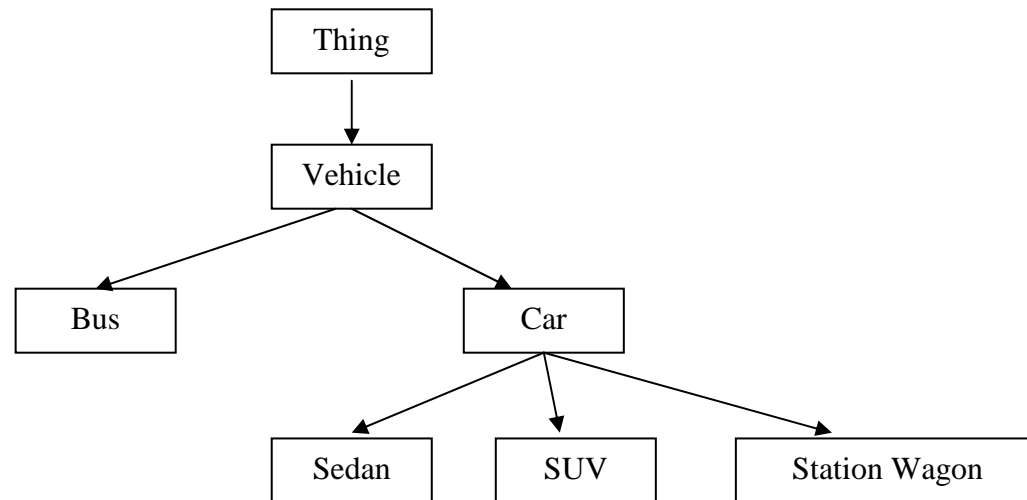 Thing
Vehicle
Bus
Car
Sedan
SUV
Station Wagon